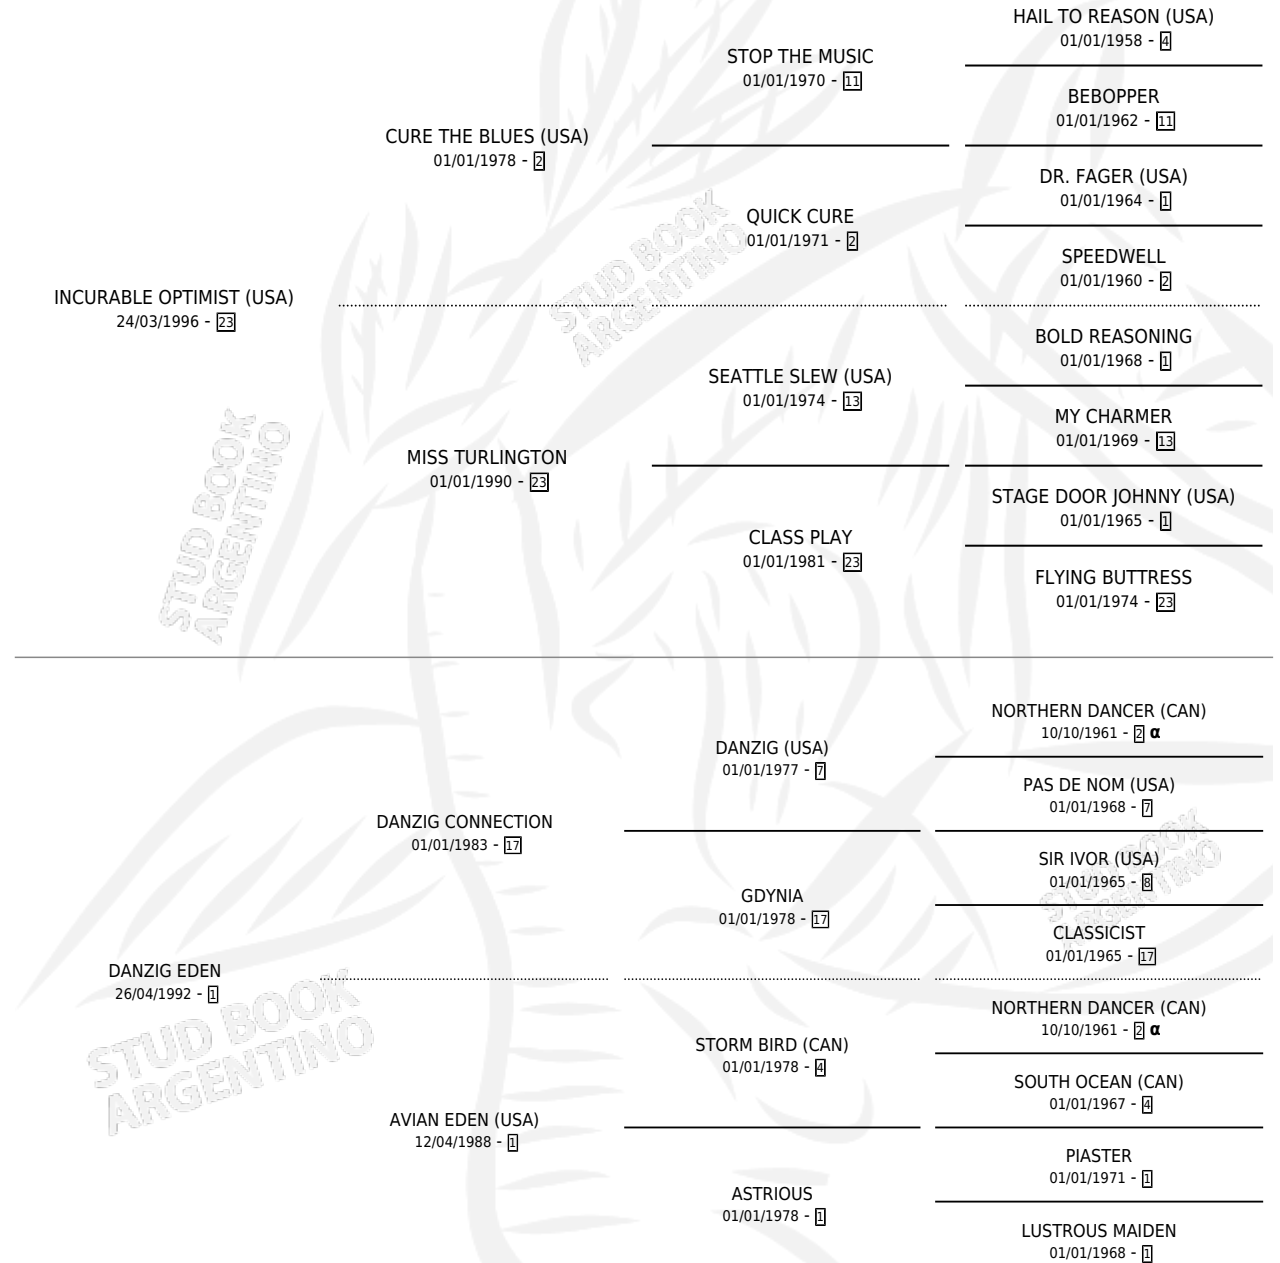 HAIL TO REASON (USA)
01/01/1958 - 4
STOP THE MUSIC
01/01/1970 - 11
BEBOPPER
01/01/1962 - 11
CURE THE BLUES (USA)
01/01/1978 - 2
DR. FAGER (USA)
01/01/1964 - 1
QUICK CURE
01/01/1971 - 2
SPEEDWELL
01/01/1960 - 2
STUD BOOK
ARGENTINO
INCURABLE OPTIMIST (USA)
24/03/1996 - 23
BOLD REASONING
01/01/1968 - 1
SEATTLE SLEW (USA)
01/01/1974 - 13
MY CHARMER
01/01/1969 - 13
MISS TURLINGTON
01/01/1990 - 23
STAGE DOOR JOHNNY (USA)
01/01/1965 - 1
CLASS PLAY
01/01/1981 - 23
FLYING BUTTRESS
01/01/1974 - 23
STUD BOOK
ARGENTINO
NORTHERN DANCER (CAN)
10/10/1961 - 2 α
DANZIG (USA)
01/01/1977 - 7
PAS DE NOM (USA)
01/01/1968 - 7
DANZIG CONNECTION
01/01/1983 - 17
SIR IVOR (USA)
01/01/1965 - 8
GDYNIA
01/01/1978 - 17
CLASSICIST
01/01/1965 - 17
STUD BOOK
ARGENTINO
DANZIG EDEN
26/04/1992 - 1
NORTHERN DANCER (CAN)
10/10/1961 - 2 α
STORM BIRD (CAN)
01/01/1978 - 4
SOUTH OCEAN (CAN)
01/01/1967 - 4
STUD BOOK
ARGENTINO
AVIAN EDEN (USA)
12/04/1988 - 1
PIASTER
01/01/1971 - 1
ASTRIOUS
01/01/1978 - 1
LUSTROUS MAIDEN
01/01/1968 - 1